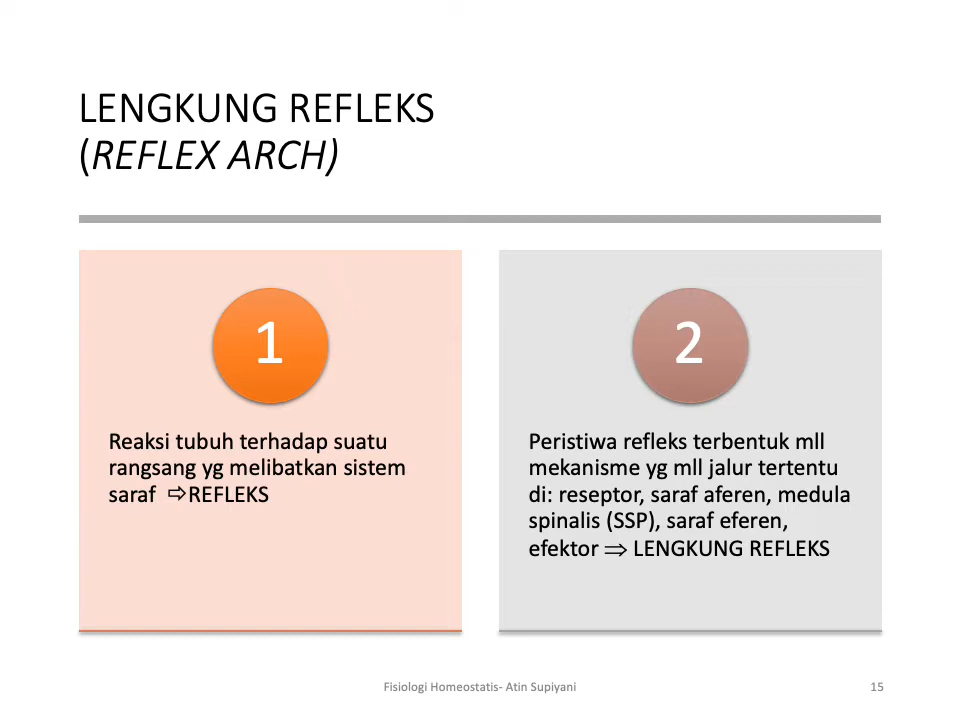 LENGKUNG REFLEKS
(REFLEX ARCH)
1
Reaksi tubuh terhadap suatu
rangsang yg melibatkan sistem
saraf ⇨REFLEKS
2
Peristiwa refleks terbentuk mll
mekanisme yg mll jalur tertentu
di: reseptor, saraf aferen, medula
spinalis (SSP), saraf eferen,
efektor ⇒ LENGKUNG REFLEKS
Fisiologi Homeostatis- Atin Supiyani
15